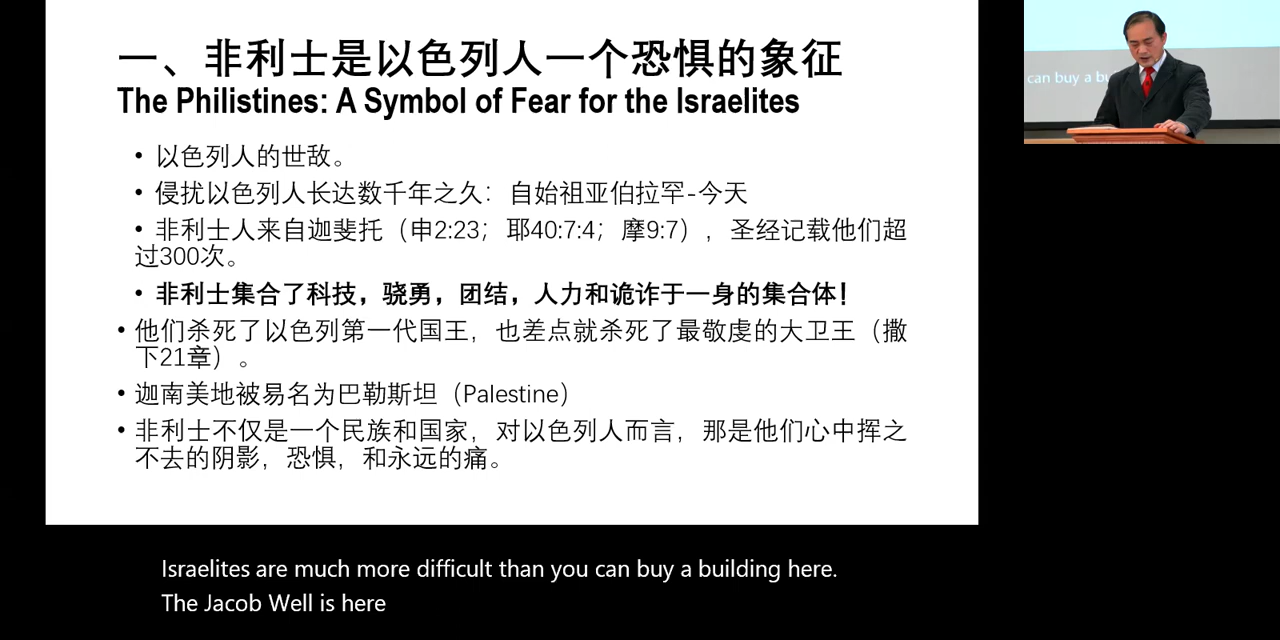 一、非利士是以色列人一个恐惧的象征
The Philistines: A Symbol of Fear for the Israelites
• 以色列人的世敌。
• 侵扰以色列人长达数千年之久：自始祖亚伯拉罕-今天
• 非利士人来自迦斐托（申2:23；耶40:7:4；摩9:7），圣经记载他们超
过300次。
• 非利士集合了科技，骁勇，团结，人力和诡诈于一身的集合体！
• 他们杀死了以色列第一代国王，也差点就杀死了最敬虔的大卫王（撒
下21章）。
• 迦南美地被易名为巴勒斯坦（Palestine）
• 非利士不仅是一个民族和国家，对以色列人而言，那是他们心中挥之
不去的阴影，恐惧，和永远的痛。
can buy a bu
Israelites are much more difficult than you can buy a building here.
The Jacob Well is here